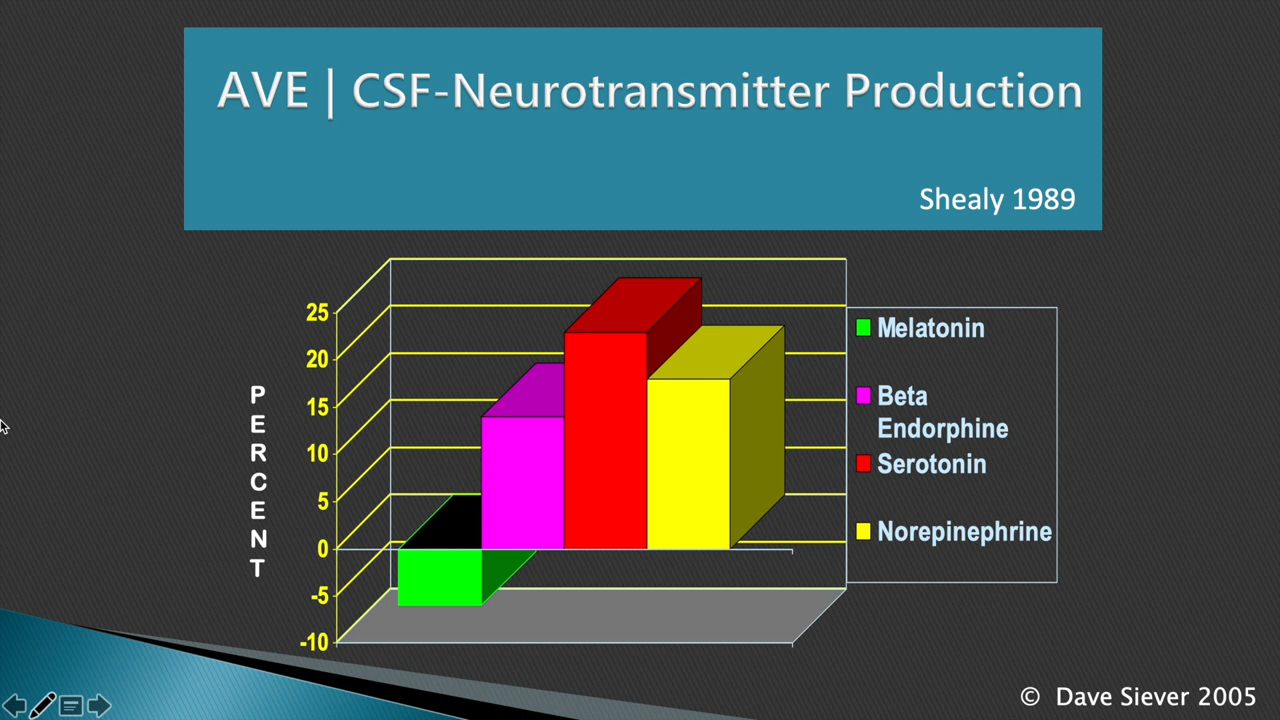 AVE | CSF-Neurotransmitter Production
Shealy 1989
25
20
15
10
5
0
-5
-10
PERCENT
Melatonin
Beta
Endorphine
Serotonin
Norepinephrine
© Dave Siever 2005